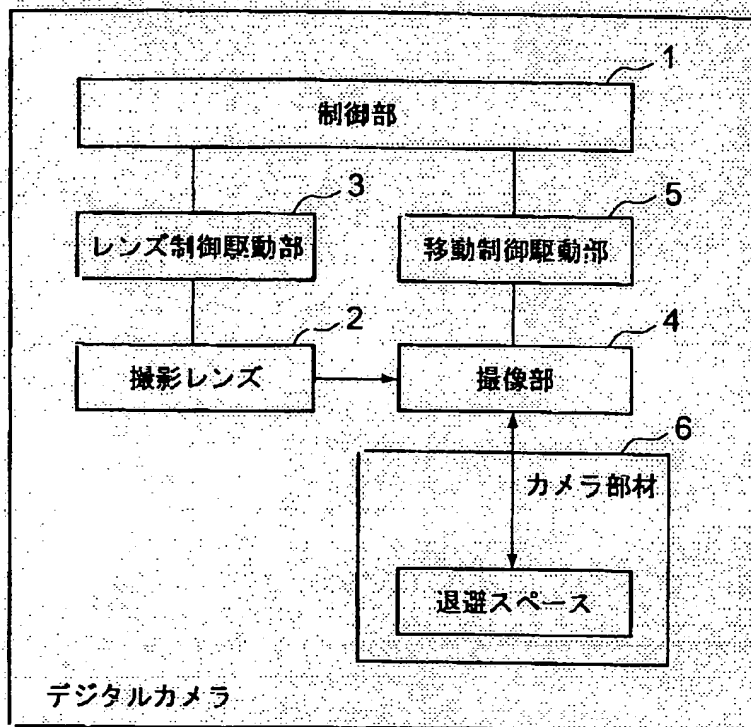 1
制御部
3
5
レンズ制御駆動部
移動制御駆動部
2
4
撮影レンズ
撮像部
6
カメラ部材
退避スペース
デジタルカメラ